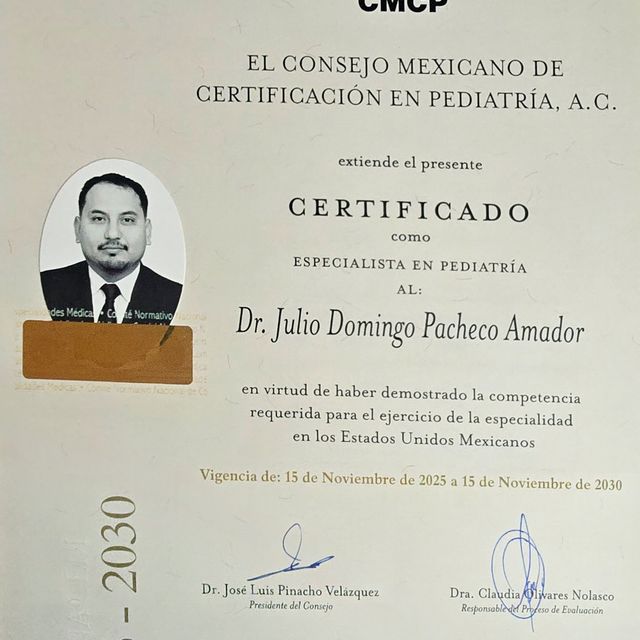 CMCP
EL CONSEJO MEXICANO DE
CERTIFICACIÓN EN PEDIATRÍA, A.C.
extiende el presente
CERTIFICADO
como
ESPECIALISTA EN PEDIATRÍA
AL:
Dr. Julio Domingo Pacheco Amador
en virtud de haber demostrado la competencia
requerida para el ejercicio de la especialidad
en los Estados Unidos Mexicanos
Vigencia de: 15 de Noviembre de 2025 a 15 de Noviembre de 2030
Dr. José Luis Pinacho Velázquez
Presidente del Consejo
Dra. Claudia Olivares Nolasco
Responsable del Proceso de Evaluación
- 2030
Médicas • Comité Normativo